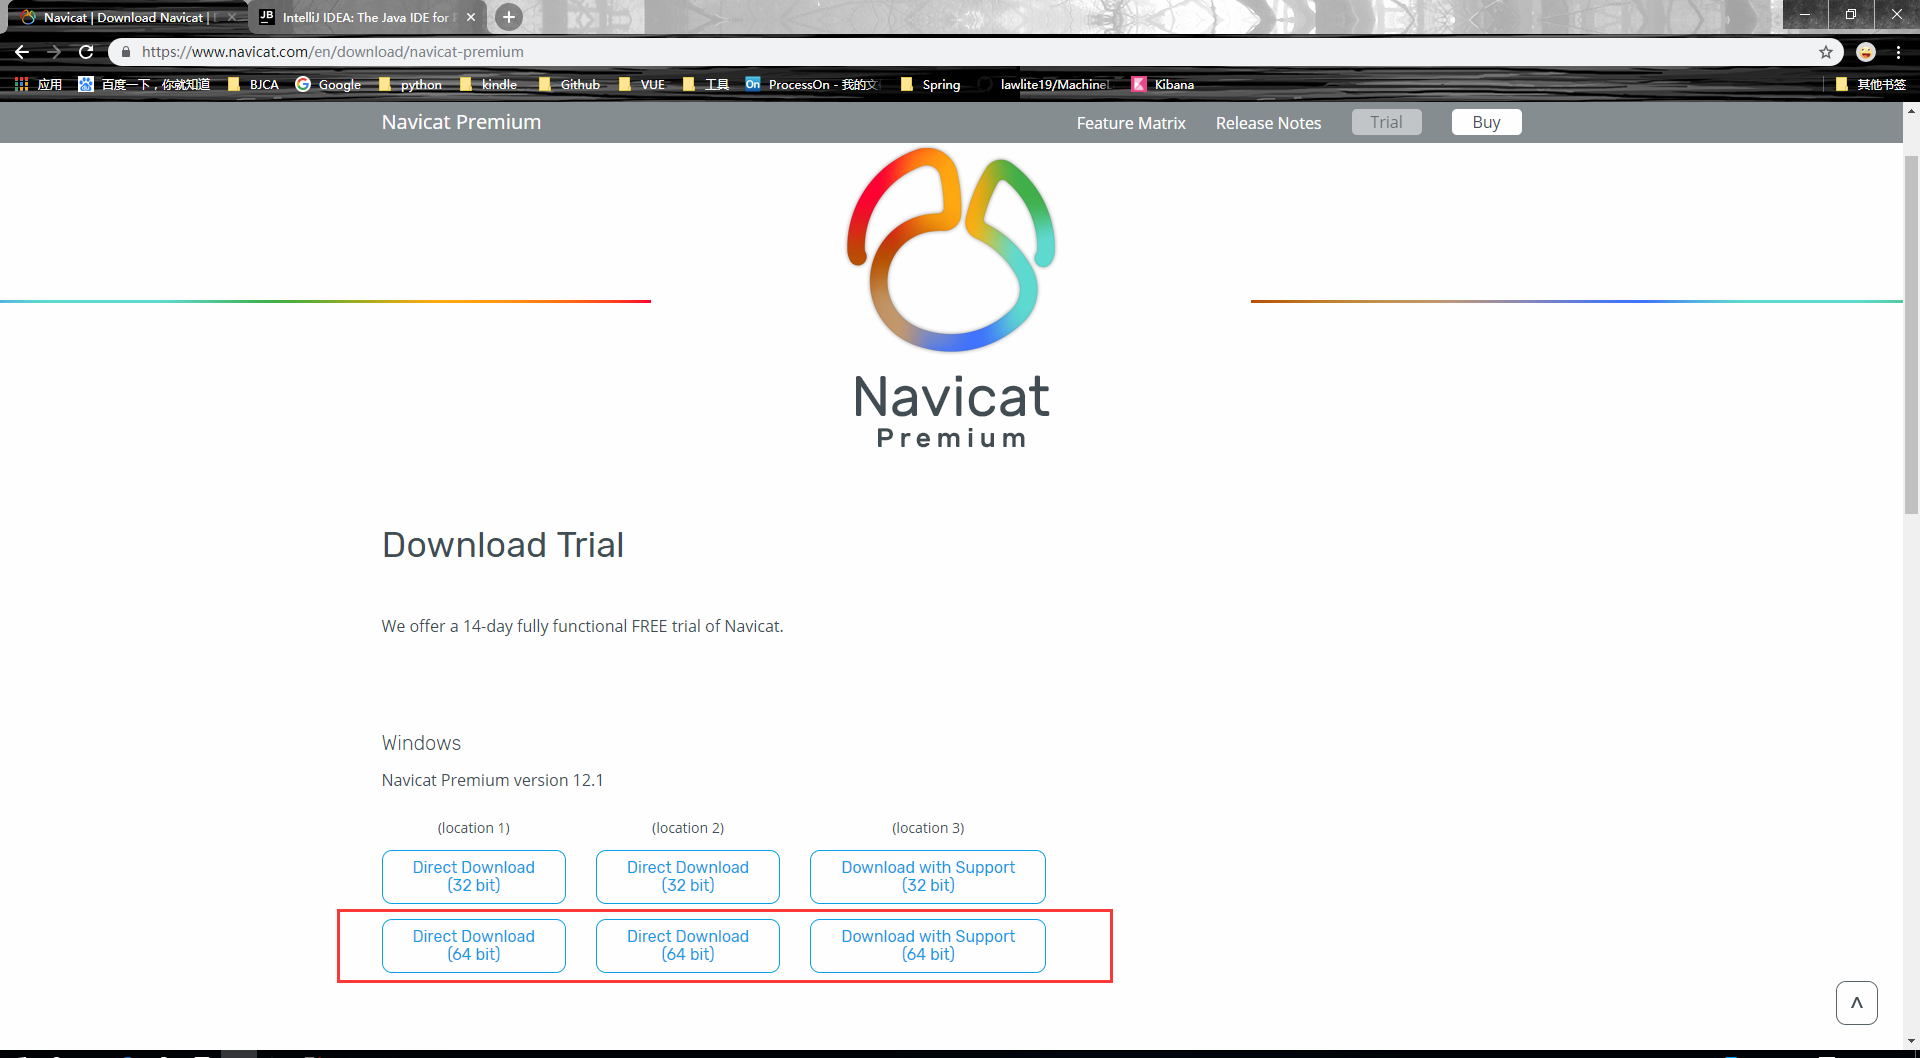 Navicat | Download Navicat |
JB IntelliJ IDEA: The Java IDE for
https://www.navicat.com/en/download/navicat-premium
应用 百度一下，你就知道 BJCA Google python kindle Github VUE 工具 On ProcessOn - 我的文 Spring lawlite19/MachineL Kibana 其他书签
Navicat Premium Feature Matrix Release Notes Trial Buy
Navicat
Premium
Download Trial
We offer a 14-day fully functional FREE trial of Navicat.
Windows
Navicat Premium version 12.1
(location 1) (location 2) (location 3)
Direct Download Direct Download Download with Support
(32 bit) (32 bit) (32 bit)
Direct Download Direct Download Download with Support
(64 bit) (64 bit) (64 bit)